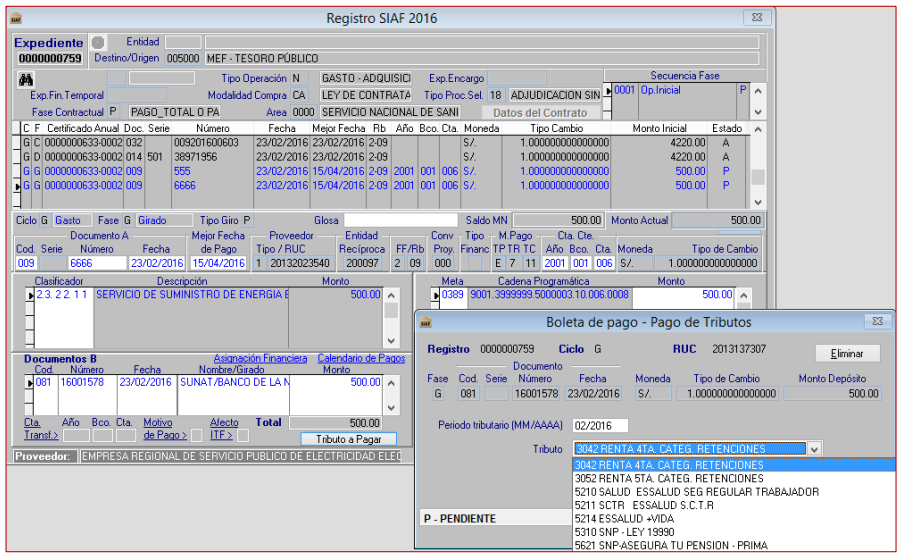 SIAF Registro SIAF 2016
Expediente Entidad
0000000759 Destino/Origen 005000 MEF - TESORO PÚBLICO
Tipo Operación N GASTO - ADQUISICI Exp.Encargo Secuencia Fase
Exp.Fin.Temporal Modalidad Compra CA LEY DE CONTRATA Tipo Proc.Sel. 18 ADJUDICACION SIN 0001 Op.Inicial P
Fase Contractual P PAGO_TOTAL O PA Area 0000 SERVICIO NACIONAL DE SANI Datos del Contrato
C F Certificado Anual Doc. Serie Número Fecha Mejor Fecha Rb Año Bco. Cta. Moneda Tipo Cambio Monto Inicial Estado
G C 0000000633-0002 032 009201600603 23/02/2016 23/02/2016 2-09 S/. 1.000000000000000 4220.00 A
G D 0000000633-0002 014 501 38971956 23/02/2016 23/02/2016 2-09 S/. 1.000000000000000 4220.00 A
G G 0000000633-0002 009 555 23/02/2016 15/04/2016 2-09 2001 001 006 S/. 1.000000000000000 500.00 P
G G 0000000633-0002 009 6666 23/02/2016 15/04/2016 2-09 2001 001 006 S/. 1.000000000000000 500.00 P
Ciclo G Gasto Fase G Girado Tipo Giro P Glosa Saldo MN 500.00 Monto Actual 500.00
Documento A Mejor Fecha Proveedor Entidad Conv Tipo M.Pago Cta. Cte.
Cod. Serie Número Fecha de Pago Tipo / RUC Recíproca FF/Rb Proy. Financ TP TR TC Año Bco. Cta. Moneda Tipo de Cambio
009 6666 23/02/2016 15/04/2016 1 20132023540 200097 2 09 000 E 7 11 2001 001 006 S/. 1.000000000000000
Clasificador Descripción Monto Meta Cadena Programática Monto
2.3. 2 2. 1 1 SERVICIO DE SUMINISTRO DE ENERGIA E 500.00 0389 9001.3999999.5000003.10.006.0008 500.00
Documentos B Asignación Financiera Calendario de Pagos
Cod. Número Fecha Nombre/Girado Monto
081 16001578 23/02/2016 SUNAT/BANCO DE LA N 500.00
Cta. Año Bco. Cta. Motivo Afecto Total 500.00
Transf.> de Pago > ITF > Tributo a Pagar
Proveedor: EMPRESA REGIONAL DE SERVICIO PUBLICO DE ELECTRICIDAD ELEC
Boleta de pago - Pago de Tributos
Registro 0000000759 Ciclo G RUC 2013137307 Eliminar
Documento
Fase Cod. Serie Número Fecha Moneda Tipo de Cambio Monto Depósito
G 081 16001578 23/02/2016 S/. 1.000000000000000 500.00
Periodo tributario (MM/AAAA) 02/2016
Tributo 3042 RENTA 4TA. CATEG. RETENCIONES
3042 RENTA 4TA. CATEG. RETENCIONES
3052 RENTA 5TA. CATEG. RETENCIONES
5210 SALUD ESSALUD SEG REGULAR TRABAJADOR
5211 SCTR ESSALUD S.C.T.R
5214 ESSALUD +VIDA
5310 SNP - LEY 19990
5621 SNP-ASEGURA TU PENSION - PRIMA
P - PENDIENTE